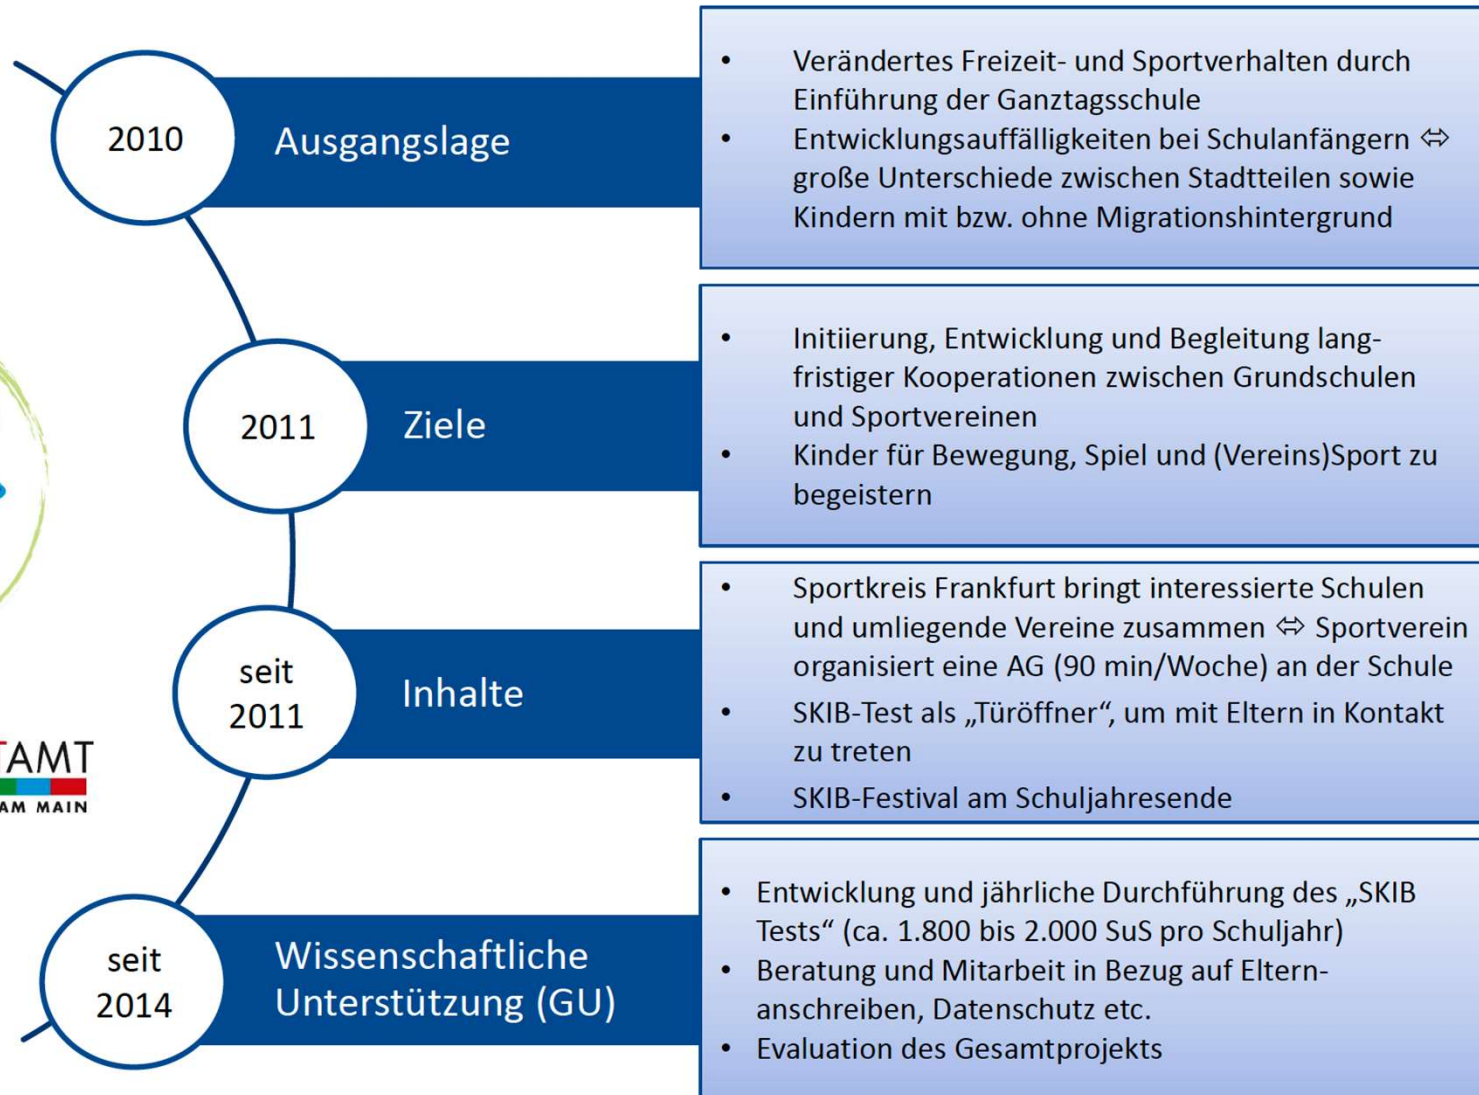 2010
Ausgangslage
• Verändertes Freizeit- und Sportverhalten durch
Einführung der Ganztagsschule
• Entwicklungsauffälligkeiten bei Schulanfängern ⇔
große Unterschiede zwischen Stadtteilen sowie
Kindern mit bzw. ohne Migrationshintergrund
2011
Ziele
• Initiierung, Entwicklung und Begleitung lang-
fristiger Kooperationen zwischen Grundschulen
und Sportvereinen
• Kinder für Bewegung, Spiel und (Vereins)Sport zu
begeistern
seit
2011
Inhalte
• Sportkreis Frankfurt bringt interessierte Schulen
und umliegende Vereine zusammen ⇔ Sportverein
organisiert eine AG (90 min/Woche) an der Schule
• SKIB-Test als „Türöffner“, um mit Eltern in Kontakt
zu treten
• SKIB-Festival am Schuljahresende
TAMT
AM MAIN
seit
2014
Wissenschaftliche
Unterstützung (GU)
• Entwicklung und jährliche Durchführung des „SKIB
Tests“ (ca. 1.800 bis 2.000 SuS pro Schuljahr)
• Beratung und Mitarbeit in Bezug auf Eltern-
anschreiben, Datenschutz etc.
• Evaluation des Gesamtprojekts